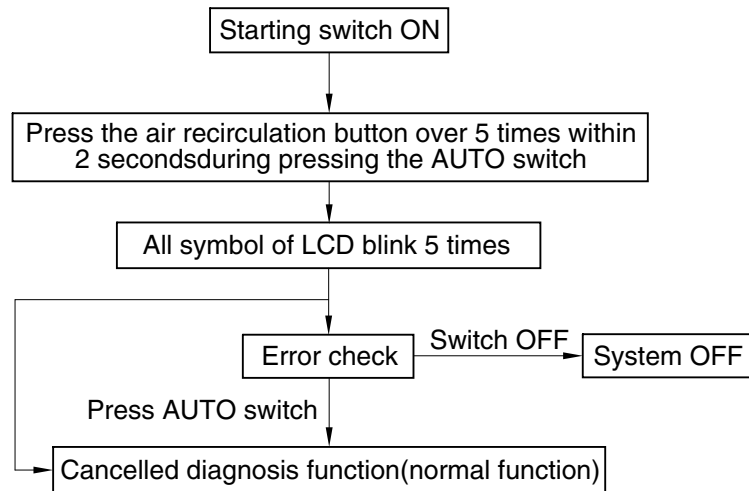 Starting switch ON
Press the air recirculation button over 5 times within
2 secondsduring pressing the AUTO switch
All symbol of LCD blink 5 times
Error check
Switch OFF
System OFF
Press AUTO switch
Cancelled diagnosis function(normal function)